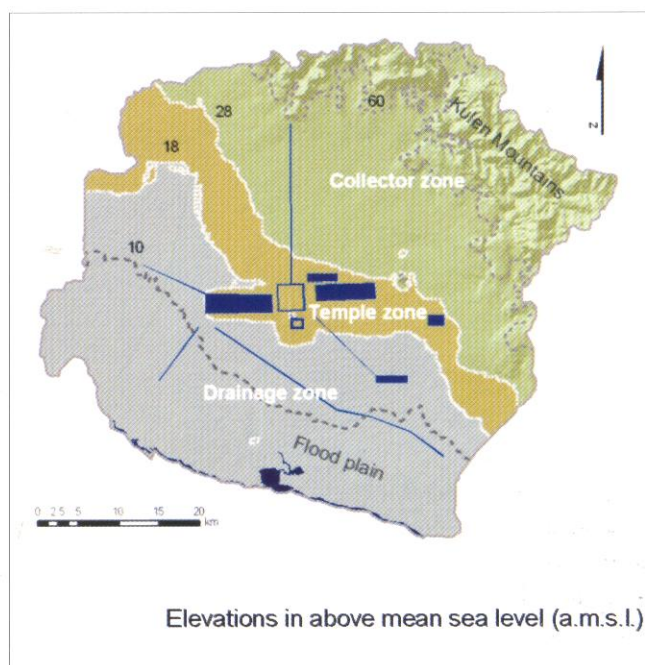 60
28
Kulen Mountains
z
18
Collector zone
10
Temple zone
Drainage zone
Flood plain
0 2.5 5 10 15 20
km
Elevations in above mean sea level (a.m.s.l.)